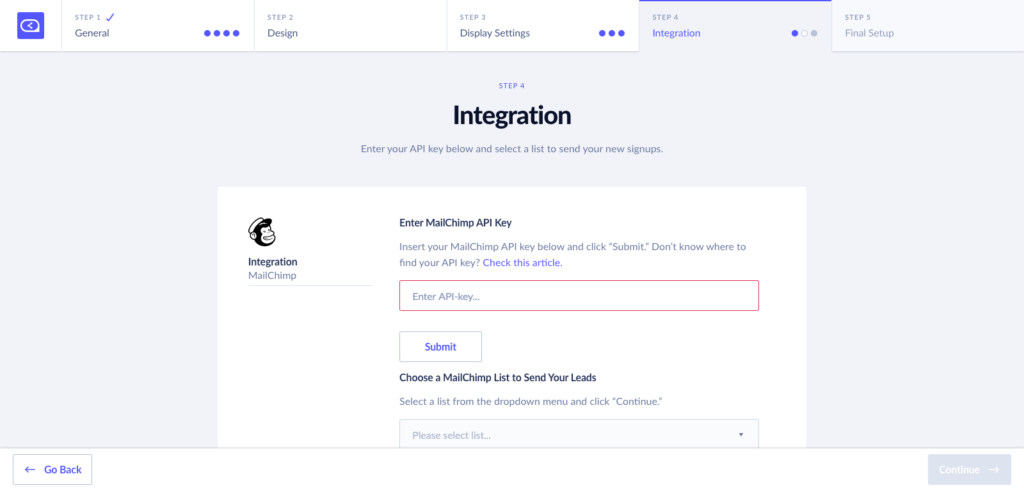 STEP 1
General
STEP 2
Design
STEP 3
Display Settings
STEP 4
Integration
STEP 5
Final Setup
STEP 4
Integration
Enter your API key below and select a list to send your new signups.
Integration
MailChimp
Enter MailChimp API Key
Insert your MailChimp API key below and click “Submit.” Don’t know where to
find your API key? Check this article.
Enter API-key...
Submit
Choose a MailChimp List to Send Your Leads
Select a list from the dropdown menu and click “Continue.”
Please select list...
Go Back
Continue